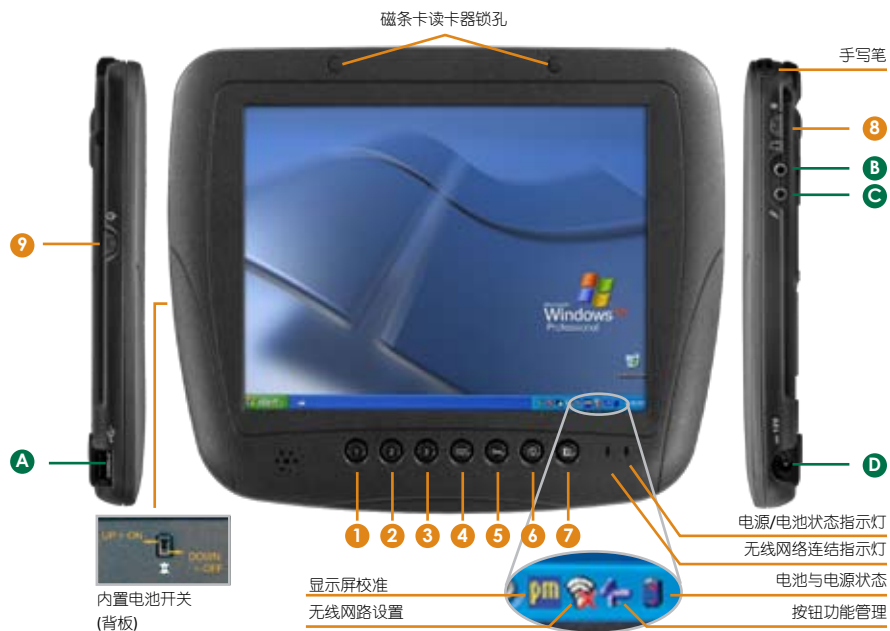 磁条卡读卡器锁孔
手写笔
8
B
C
9
Microsoft
Windows
Professional
A
D
UP = ON
DOWN
= OFF
1
2
3
4
5
6
7
内置电池开关
(背板)
电源/电池状态指示灯
无线网络连结指示灯
显示屏校准
pm
电池与电源状态
无线网路设置
按钮功能管理